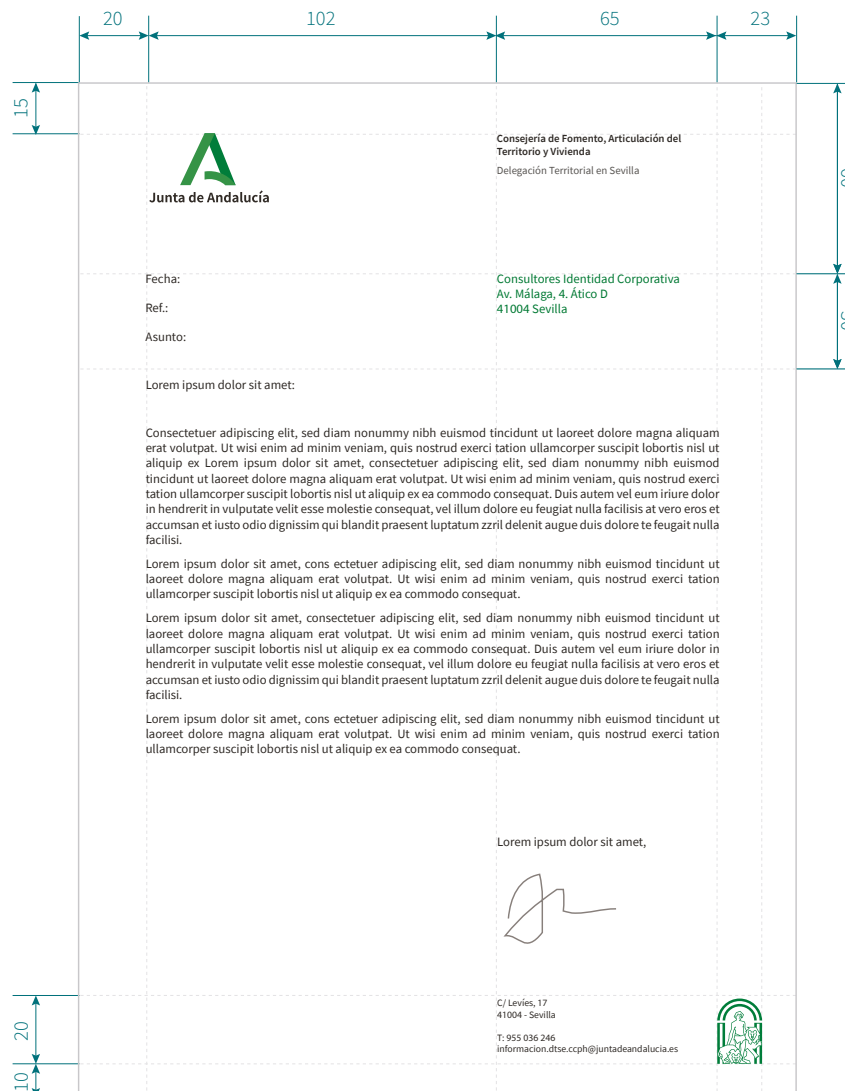 20 102 65 23
15
Consejería de Fomento, Articulación del
Territorio y Vivienda
Delegación Territorial en Sevilla
Junta de Andalucía
Fecha:
Ref.:
Asunto:
Consultores Identidad Corporativa
Av. Málaga, 4. Ático D
41004 Sevilla
Lorem ipsum dolor sit amet:
Consectetuer adipiscing elit, sed diam nonummy nibh euismod tincidunt ut laoreet dolore magna aliquam
erat volutpat. Ut wisi enim ad minim veniam, quis nostrud exerci tation ullamcorper suscipit lobortis nisl ut
aliquip ex Lorem ipsum dolor sit amet, consectetuer adipiscing elit, sed diam nonummy nibh euismod
tincidunt ut laoreet dolore magna aliquam erat volutpat. Ut wisi enim ad minim veniam, quis nostrud exerci
tation ullamcorper suscipit lobortis nisl ut aliquip ex ea commodo consequat. Duis autem vel eum iriure dolor
in hendrerit in vulputate velit esse molestie consequat, vel illum dolore eu feugiat nulla facilisis at vero eros et
accumsan et iusto odio dignissim qui blandit praesent luptatum zzril delenit augue duis dolore te feugait nulla
facilisi.
Lorem ipsum dolor sit amet, cons ectetuer adipiscing elit, sed diam nonummy nibh euismod tincidunt ut
laoreet dolore magna aliquam erat volutpat. Ut wisi enim ad minim veniam, quis nostrud exerci tation
ullamcorper suscipit lobortis nisl ut aliquip ex ea commodo consequat.
Lorem ipsum dolor sit amet, consectetuer adipiscing elit, sed diam nonummy nibh euismod tincidunt ut
laoreet dolore magna aliquam erat volutpat. Ut wisi enim ad minim veniam, quis nostrud exerci tation
ullamcorper suscipit lobortis nisl ut aliquip ex ea commodo consequat. Duis autem vel eum iriure dolor in
hendrerit in vulputate velit esse molestie consequat, vel illum dolore eu feugiat nulla facilisis at vero eros et
accumsan et iusto odio dignissim qui blandit praesent luptatum zzril delenit augue duis dolore te feugait nulla
facilisi.
Lorem ipsum dolor sit amet, cons ectetuer adipiscing elit, sed diam nonummy nibh euismod tincidunt ut
laoreet dolore magna aliquam erat volutpat. Ut wisi enim ad minim veniam, quis nostrud exerci tation
ullamcorper suscipit lobortis nisl ut aliquip ex ea commodo consequat.
Lorem ipsum dolor sit amet,
20
C/ Levíes, 17
41004 - Sevilla
T: 955 036 246
informacion.dtse.ccph@juntadeandalucia.es
10